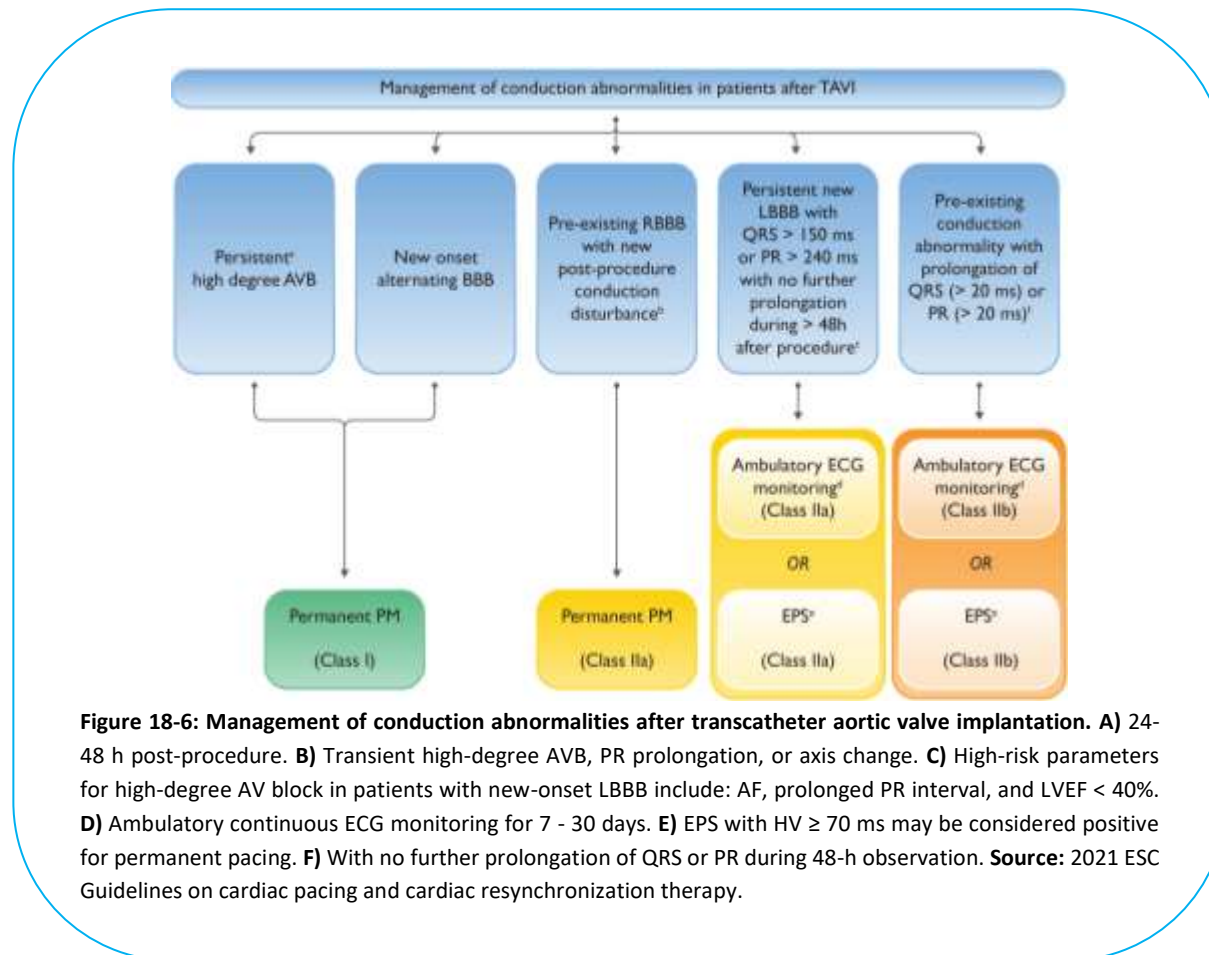 Management of conduction abnormalities in patients after TAVI
Persistentª
high degree AVB
New onset
alternating BBB
Pre-existing RBBB
with new
post-procedure
conduction
disturbanceᵇ
Persistent new
LBBB with
QRS > 150 ms
or PR > 240 ms
with no further
prolongation
during > 48h
after procedureᶜ
Pre-existing
conduction
abnormality with
prolongation of
QRS (> 20 ms) or
PR (> 20 ms)ᶠ
Ambulatory ECG
monitoringᵈ
(Class IIa)
OR
EPSᵉ
(Class IIa)
Ambulatory ECG
monitoringᵈ
(Class IIb)
OR
EPSᵉ
(Class IIb)
Permanent PM
(Class I)
Permanent PM
(Class IIa)
Figure 18-6: Management of conduction abnormalities after transcatheter aortic valve implantation. A) 24-
48 h post-procedure. B) Transient high-degree AVB, PR prolongation, or axis change. C) High-risk parameters
for high-degree AV block in patients with new-onset LBBB include: AF, prolonged PR interval, and LVEF < 40%.
D) Ambulatory continuous ECG monitoring for 7 - 30 days. E) EPS with HV ≥ 70 ms may be considered positive
for permanent pacing. F) With no further prolongation of QRS or PR during 48-h observation. Source: 2021 ESC
Guidelines on cardiac pacing and cardiac resynchronization therapy.